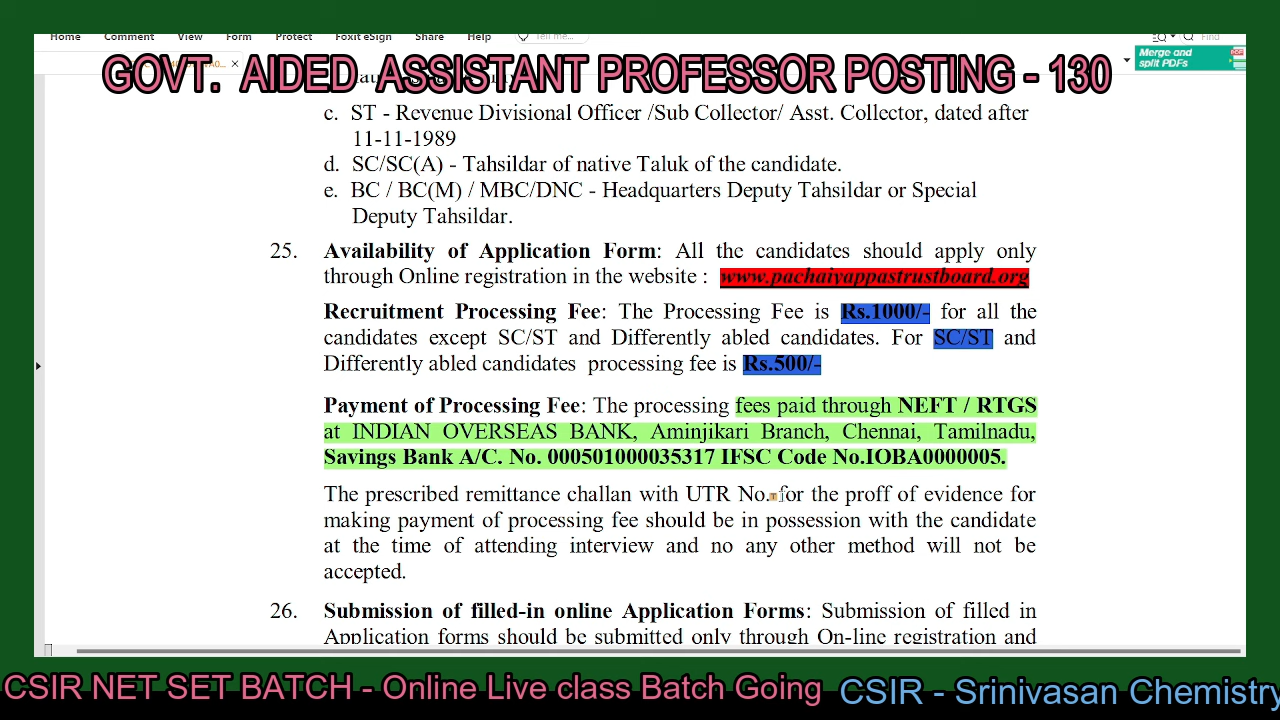 Home Comment View Form Protect Foxit eSign Share Help Tell me... Find
Merge and
split PDFs
GOVT. AIDED ASSISTANT PROFESSOR POSTING - 130
c. ST - Revenue Divisional Officer /Sub Collector/ Asst. Collector, dated after
11-11-1989
d. SC/SC(A) - Tahsildar of native Taluk of the candidate.
e. BC / BC(M) / MBC/DNC - Headquarters Deputy Tahsildar or Special
Deputy Tahsildar.
25. Availability of Application Form: All the candidates should apply only
through Online registration in the website : www.pachaiyappastrustboard.org
Recruitment Processing Fee: The Processing Fee is Rs.1000/- for all the
candidates except SC/ST and Differently abled candidates. For SC/ST and
Differently abled candidates processing fee is Rs.500/-
Payment of Processing Fee: The processing fees paid through NEFT / RTGS
at INDIAN OVERSEAS BANK, Aminjikari Branch, Chennai, Tamilnadu,
Savings Bank A/C. No. 000501000035317 IFSC Code No.IOBA0000005.
The prescribed remittance challan with UTR No. for the proff of evidence for
making payment of processing fee should be in possession with the candidate
at the time of attending interview and no any other method will not be
accepted.
26. Submission of filled-in online Application Forms: Submission of filled in
Application forms should be submitted only through On-line registration and
CSIR NET SET BATCH - Online Live class Batch Going
CSIR - Srinivasan Chemistry